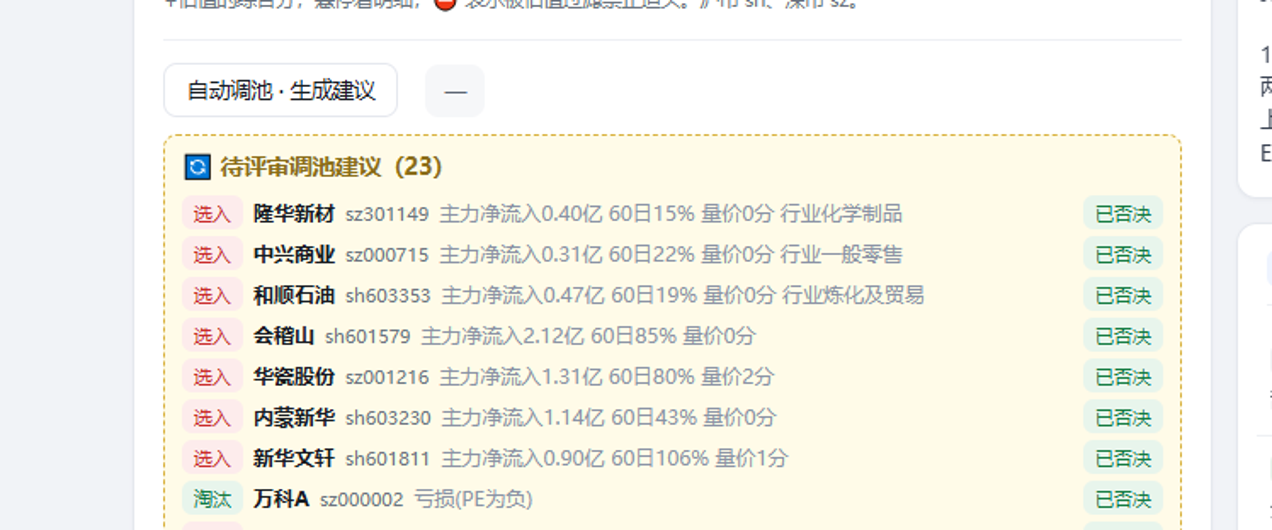 自动调池 · 生成建议 —
待评审调池建议（23）
选入 隆华新材 sz301149 主力净流入0.40亿 60日15% 量价0分 行业化学制品 已否决
选入 中兴商业 sz000715 主力净流入0.31亿 60日22% 量价0分 行业一般零售 已否决
选入 和顺石油 sh603353 主力净流入0.47亿 60日19% 量价0分 行业炼化及贸易 已否决
选入 会稽山 sh601579 主力净流入2.12亿 60日85% 量价0分 已否决
选入 华瓷股份 sz001216 主力净流入1.31亿 60日80% 量价2分 已否决
选入 内蒙新华 sh603230 主力净流入1.14亿 60日43% 量价0分 已否决
选入 新华文轩 sh601811 主力净流入0.90亿 60日106% 量价1分 已否决
淘汰 万科A sz000002 亏损(PE为负) 已否决